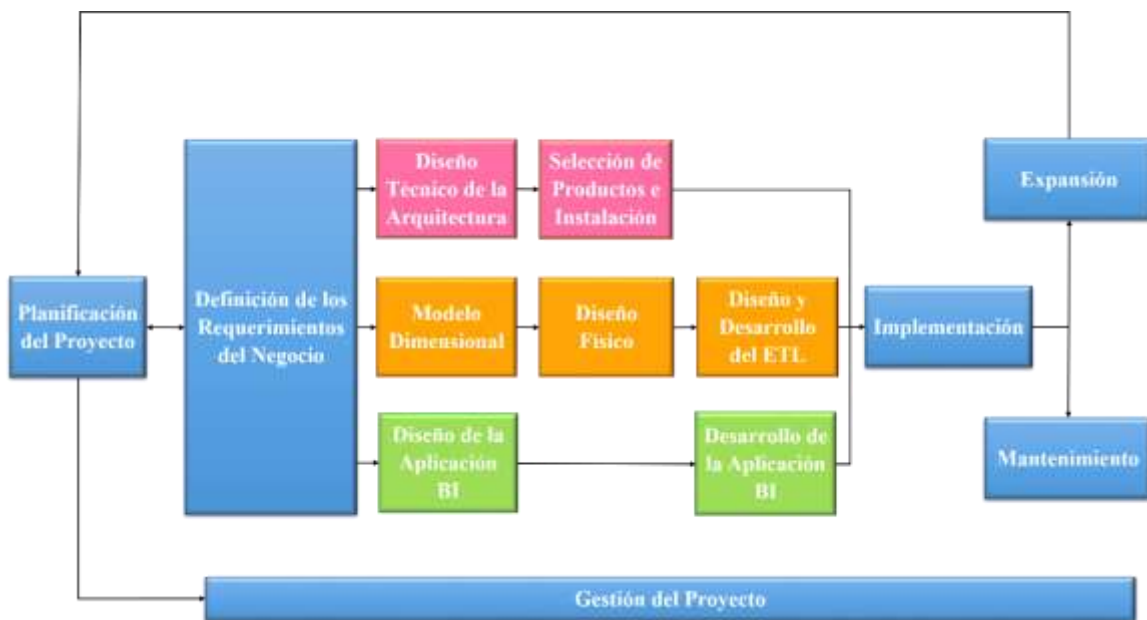 Planificación
del Proyecto
Definición de los
Requerimientos
del Negocio
Diseño
Técnico de la
Arquitectura
Selección de
Productos e
Instalación
Modelo
Dimensional
Diseño
Físico
Diseño y
Desarrollo
del ETL
Diseño de la
Aplicación
BI
Desarrollo de
la Aplicación
BI
Implementación
Expansión
Mantenimiento
Gestión del Proyecto